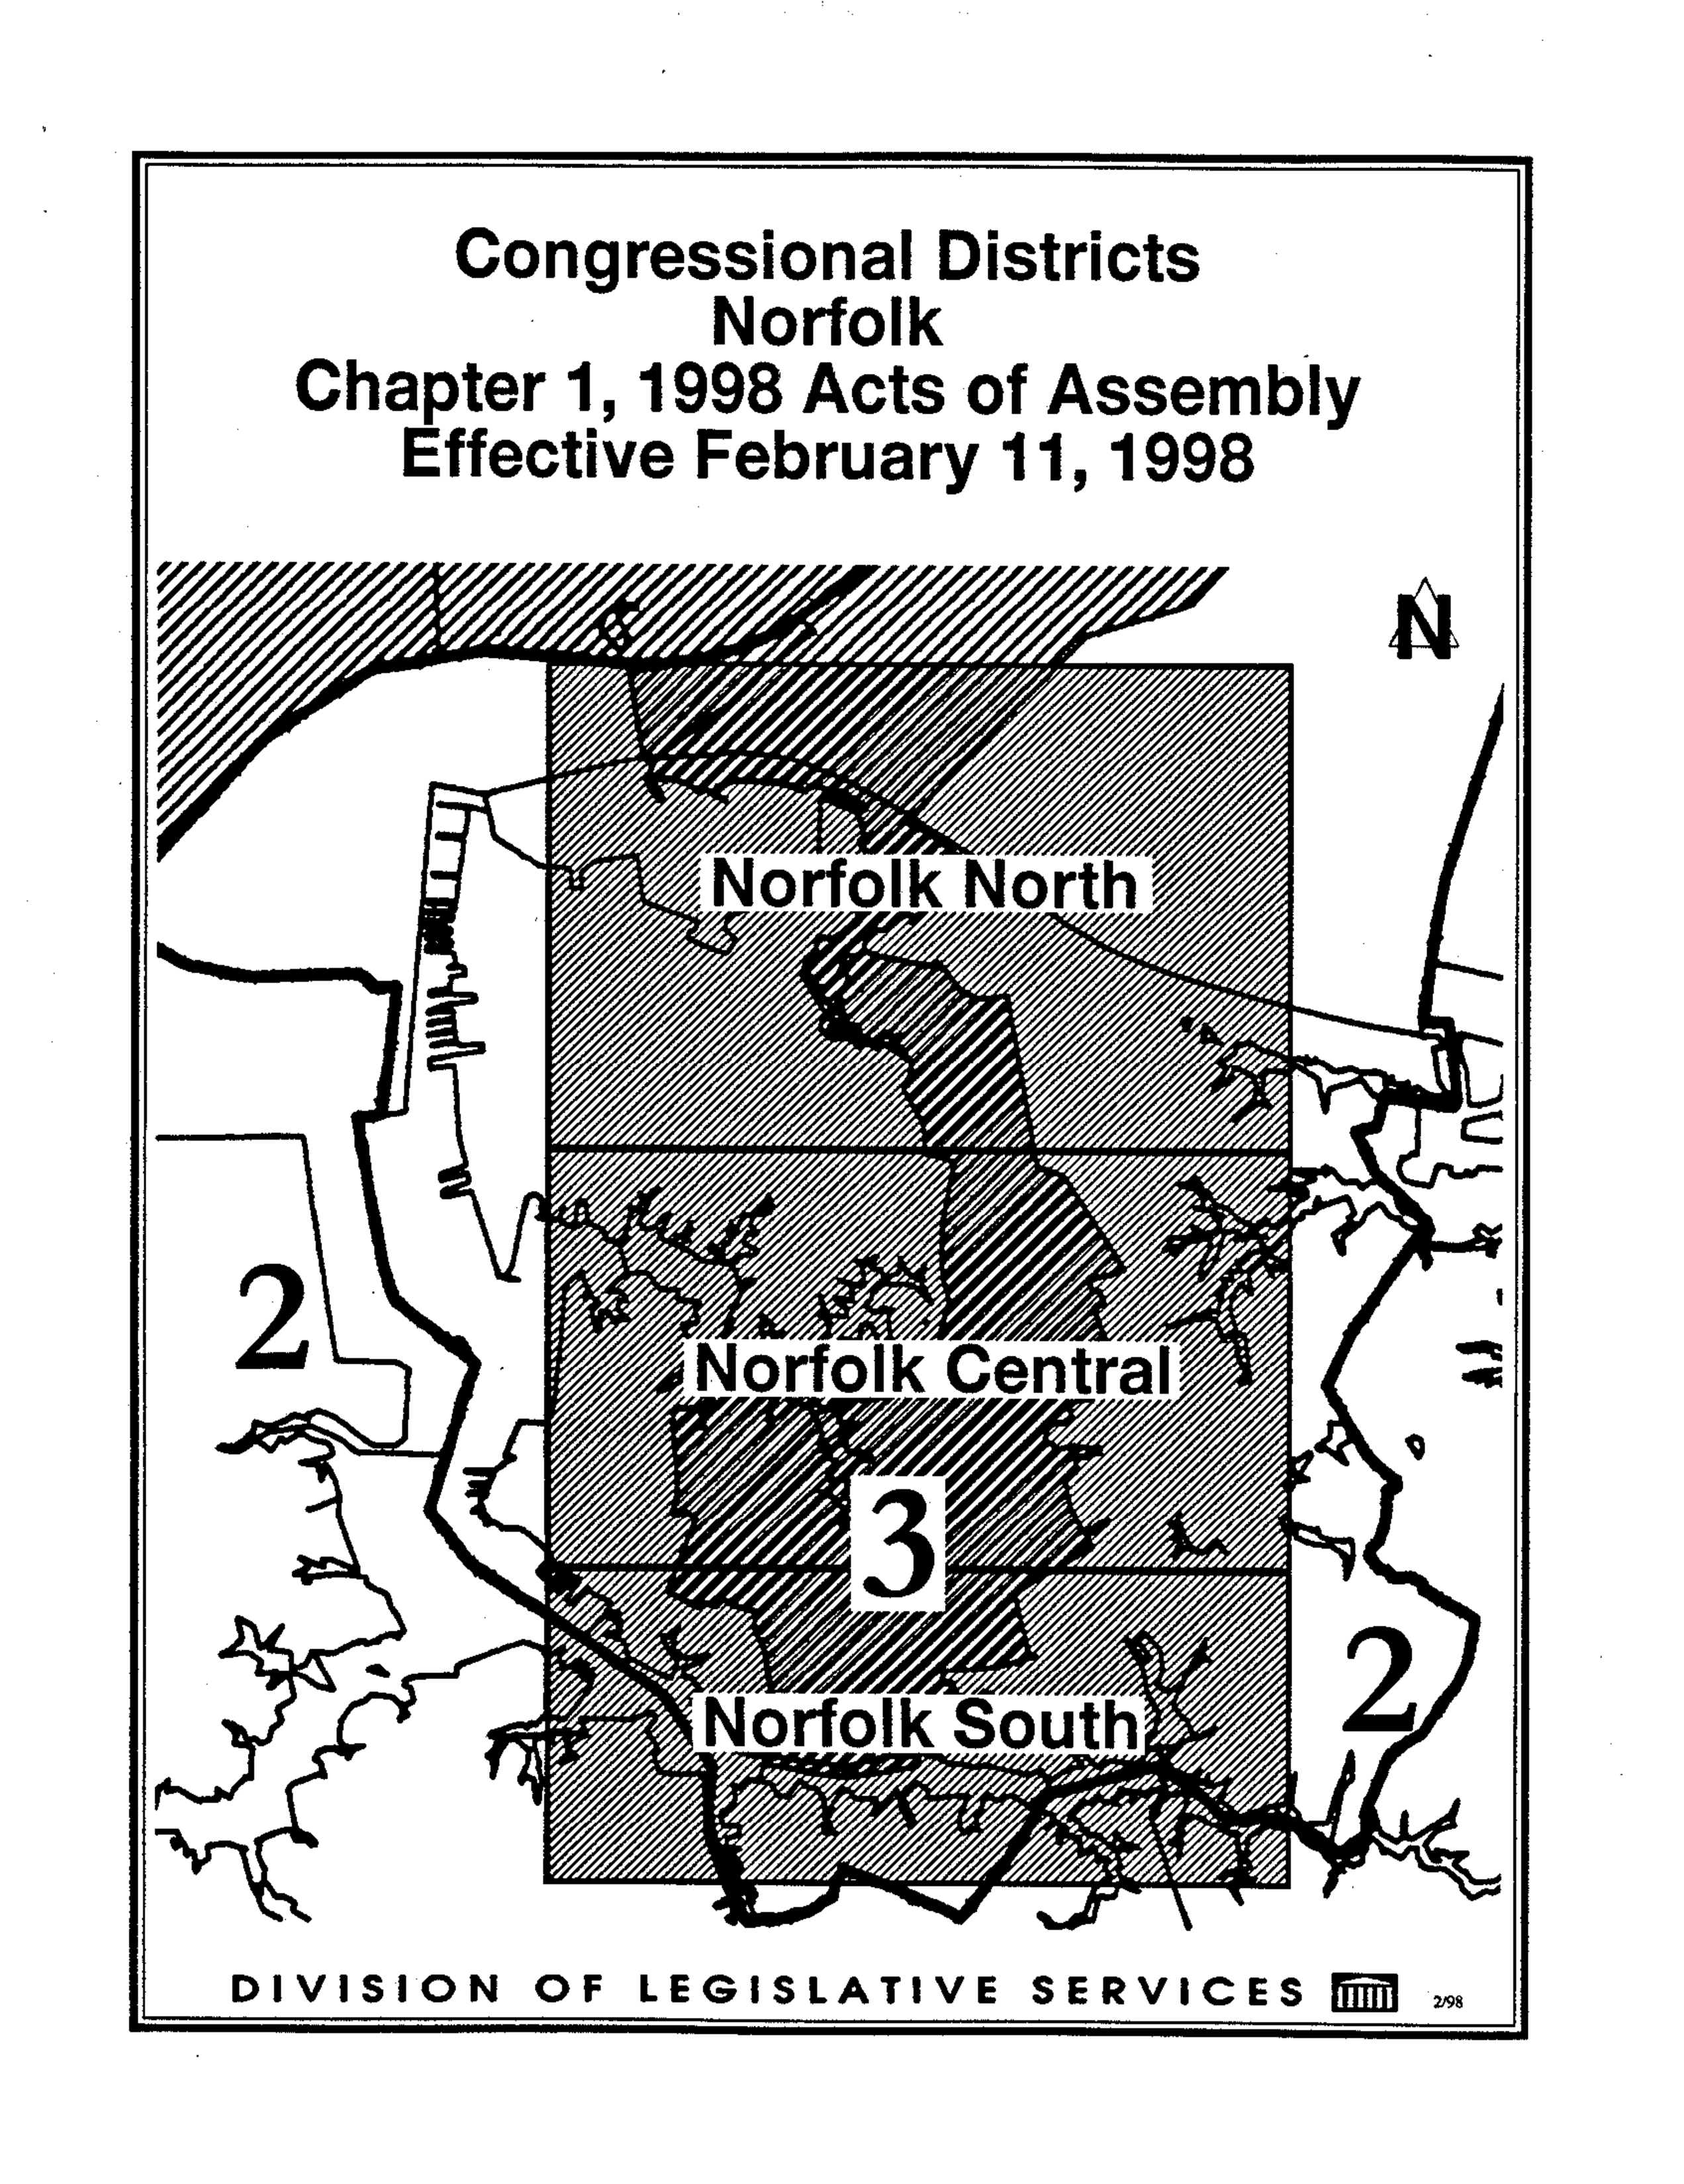 Congressional Districts
Norfolk
Chapter 1, 1998 Acts of Assembly
Effective February 11, 1998
N
Norfolk North
2
Norfolk Central
3
2
Norfolk South
DIVISION OF LEGISLATIVE SERVICES
2/98